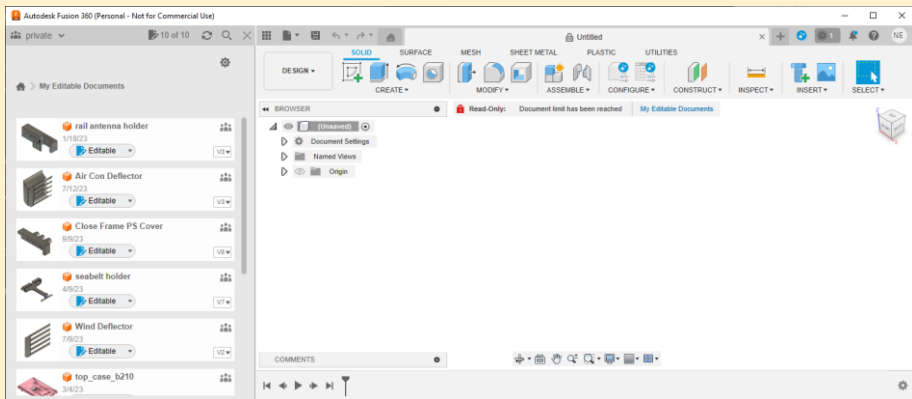 Autodesk Fusion 360 (Personal - Not for Commercial Use)
private
10 of 10
Untitled
1
NE
My Editable Documents
DESIGN
SOLID
SURFACE
MESH
SHEET METAL
PLASTIC
UTILITIES
CREATE
MODIFY
ASSEMBLE
CONFIGURE
CONSTRUCT
INSPECT
INSERT
SELECT
BROWSER
Read-Only: Document limit has been reached My Editable Documents
(Unsaved)
Document Settings
Named Views
Origin
rail antenna holder
1/18/23
Editable
V3
Air Con Deflector
7/12/23
Editable
Close Frame PS Cover
9/9/23
Editable
seabelt holder
4/9/23
Editable
V7
Wind Deflector
7/9/23
Editable
V2
top_case_b210
3/4/23
COMMENTS